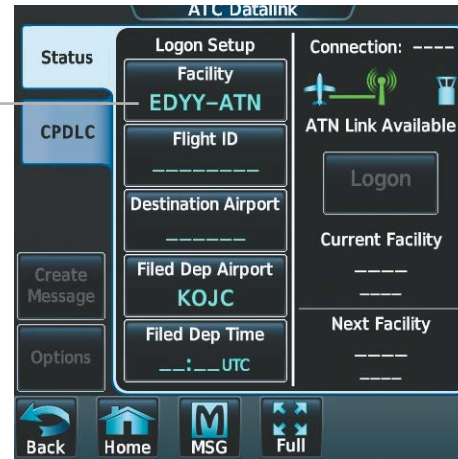 ATC Datalink
Status
CPDLC
Create
Message
Options
Logon Setup
Facility
EDYY-ATN
Flight ID
________
Destination Airport
______
Filed Dep Airport
KOJC
Filed Dep Time
__:__UTC
Connection: ----
ATN Link Available
Logon
Current Facility
----
----
Next Facility
----
----
Back
Home
MSG
Full